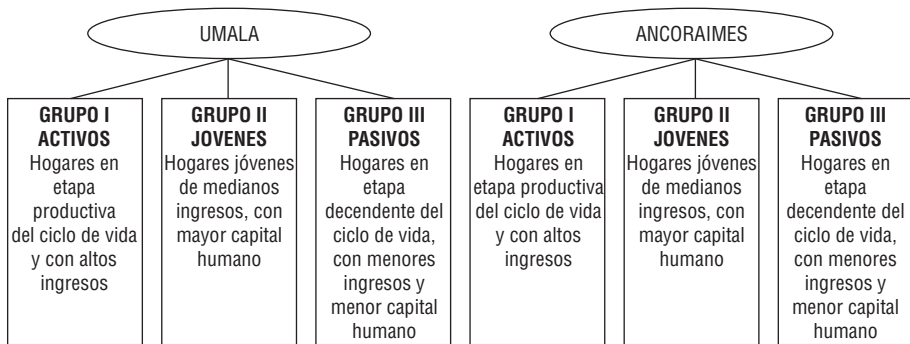 UMALA
ANCORAIMES
GRUPO I
ACTIVOS
Hogares en
etapa
productiva
del ciclo de vida
y con altos
ingresos
GRUPO II
JOVENES
Hogares jóvenes
de medianos
ingresos, con
mayor capital
humano
GRUPO III
PASIVOS
Hogares en
etapa
decendente del
ciclo de vida,
con menores
ingresos y
menor capital
humano
GRUPO I
ACTIVOS
Hogares en
etapa productiva
del ciclo de vida
y con altos
ingresos
GRUPO II
JOVENES
Hogares jóvenes
de medianos
ingresos, con
mayor capital
humano
GRUPO III
PASIVOS
Hogares en
etapa
decendente del
ciclo de vida,
con menores
ingresos y
menor capital
humano